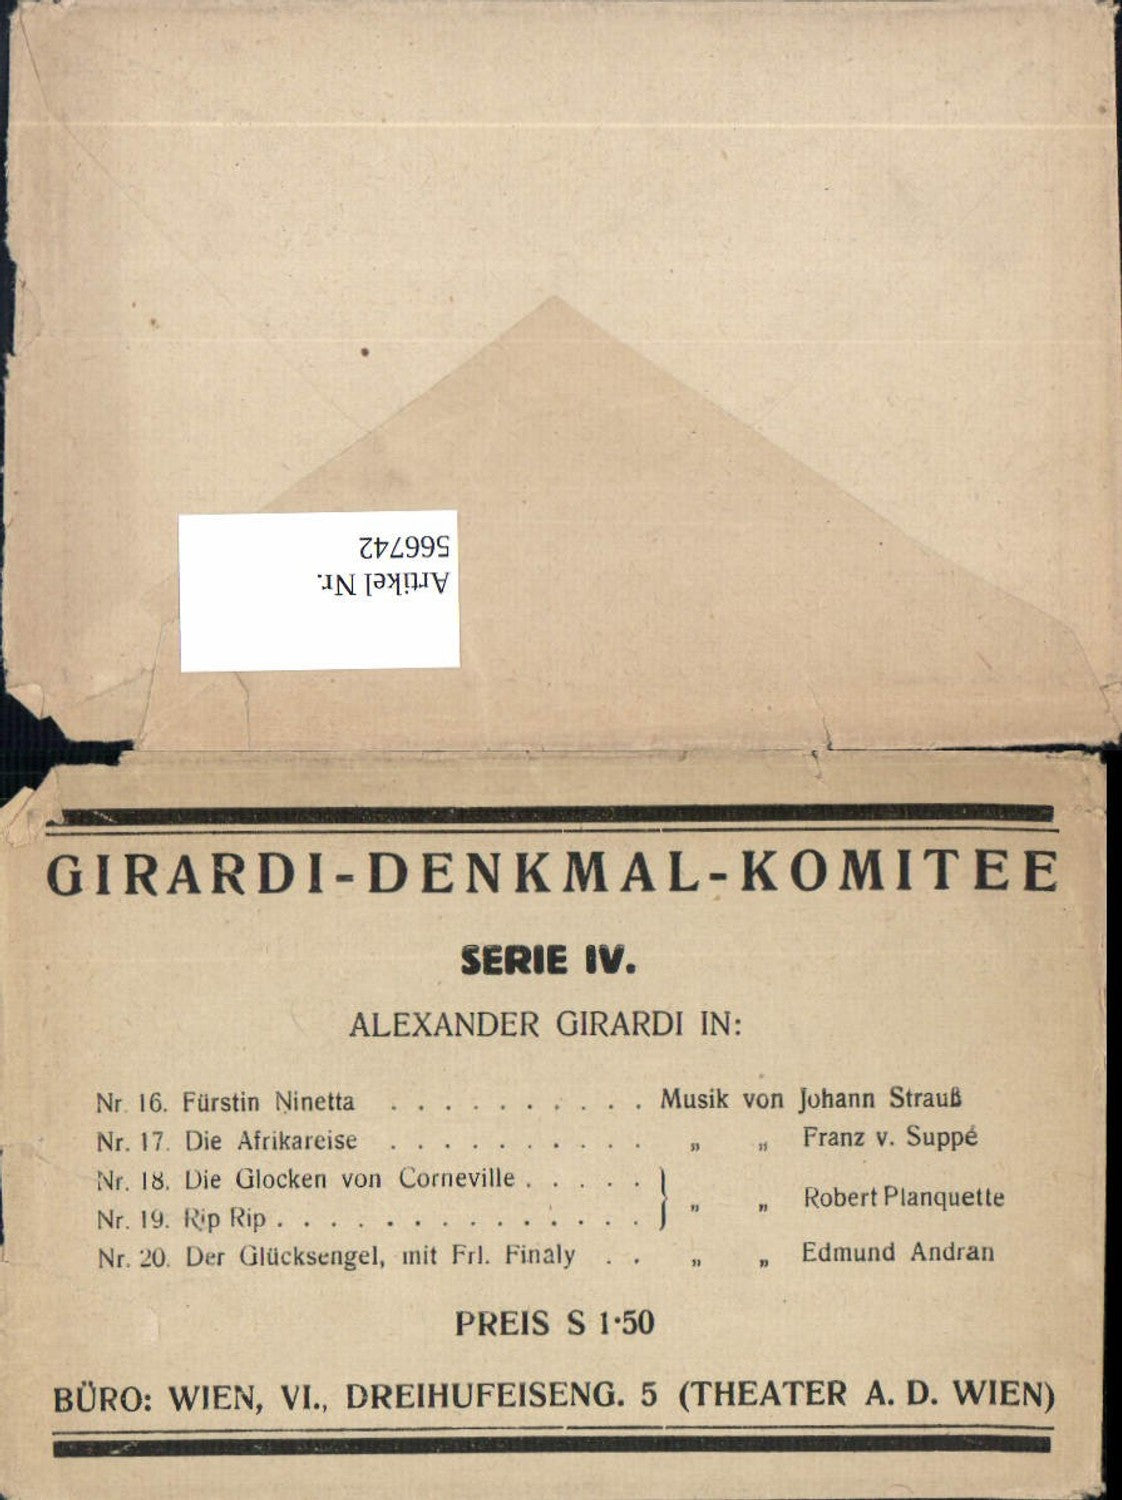 Artikel Nr.
566742
GIRARDI-DENKMAL-KOMITEE
SERIE IV.
ALEXANDER GIRARDI IN:
Nr. 16. Fürstin Ninetta . . . . . . . . . . Musik von Johann Strauß
Nr. 17. Die Afrikareise . . . . . . . . . . „ „ Franz v. Suppé
Nr. 18. Die Glocken von Corneville . . . . .
Nr. 19. Rip Rip . . . . . . . . . . . . . . } „ „ Robert Planquette
Nr. 20. Der Glücksengel, mit Frl. Finaly . . „ „ Edmund Andran
PREIS S 1·50
BÜRO: WIEN, VI., DREIHUFEISENG. 5 (THEATER A. D. WIEN)